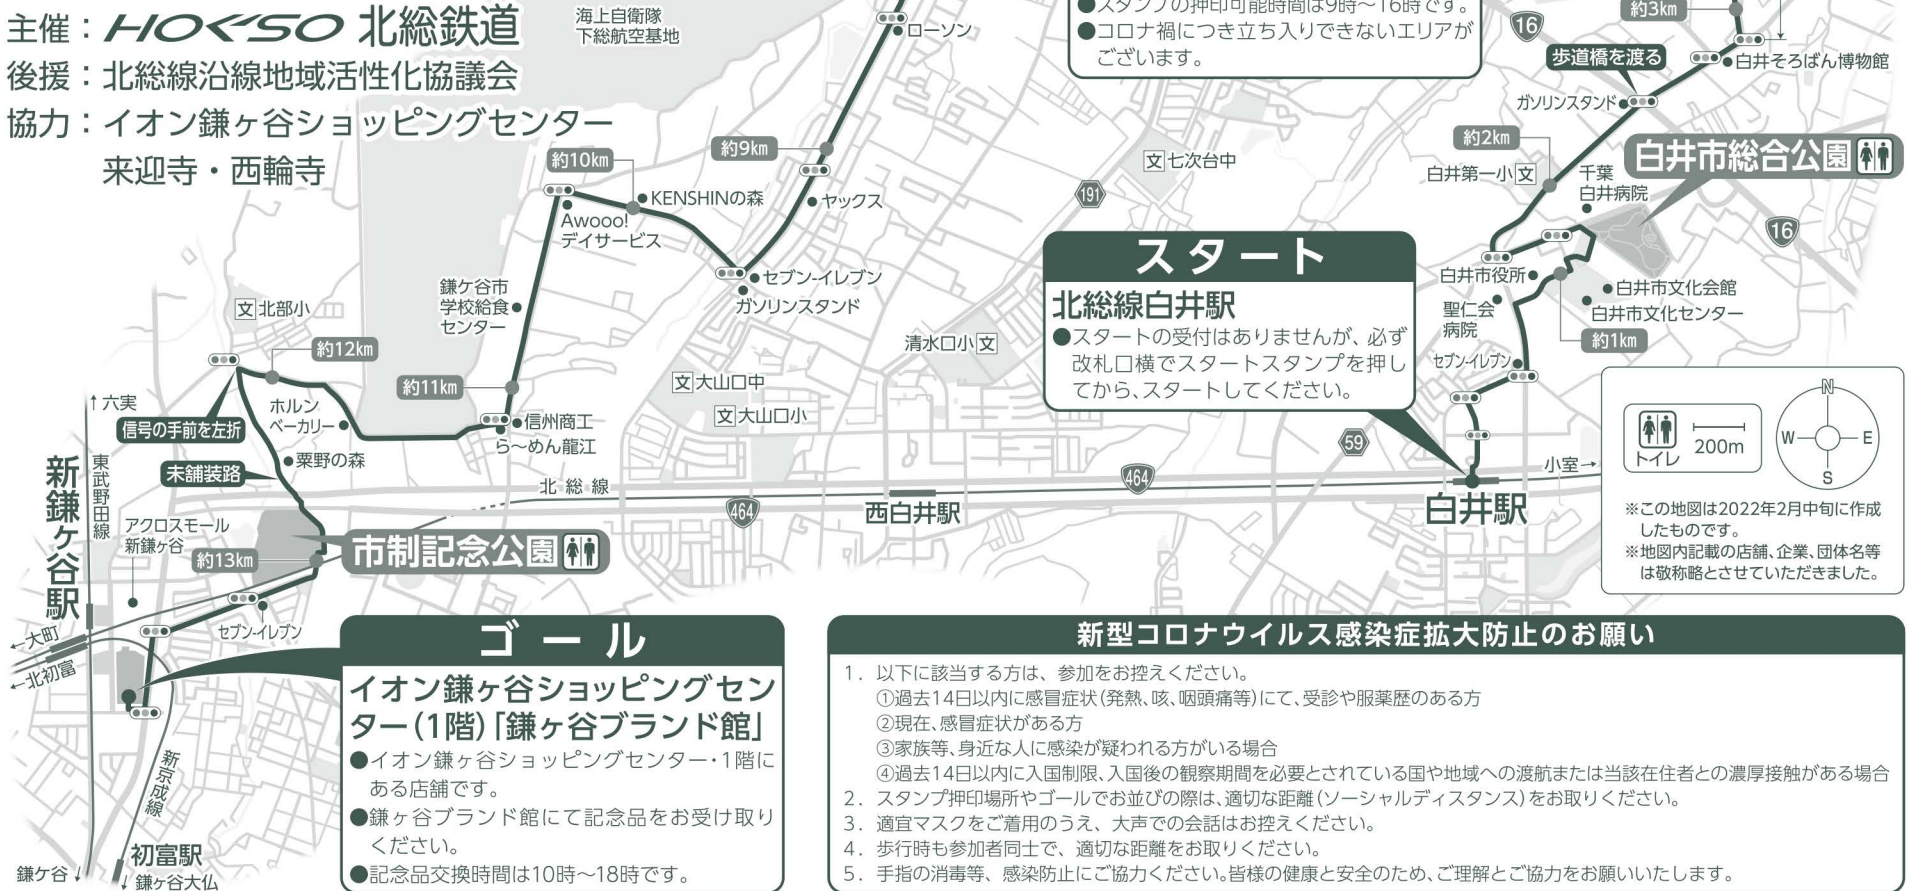 主催：HOKSO 北総鉄道
後援：北総線沿線地域活性化協議会
協力：イオン鎌ヶ谷ショッピングセンター
来迎寺・西輪寺
海上自衛隊
下総航空基地
ローソン
●スタンプの押印可能時間は9時～16時です。
●コロナ禍につき立ち入りできないエリアが
ございます。
16
約3km
歩道橋を渡る
白井そろばん博物館
ガソリンスタンド
約2km
白井市総合公園
白井第一小 文
千葉
白井病院
16
約10km
約9km
文 七次台中
191
KENSHINの森
ヤックス
Awooo!
デイサービス
セブン-イレブン
ガソリンスタンド
スタート
北総線白井駅
●スタートの受付はありませんが、必ず
改札口横でスタートスタンプを押し
てから、スタートしてください。
白井市役所
白井市文化会館
白井市文化センター
聖仁会
病院
約1km
セブン-イレブン
鎌ケ谷市
学校給食
センター
文 北部小
約12km
清水口小 文
約11km
文 大山口中
文 大山口小
↑六実
信号の手前を左折
ホルン
ベーカリー
信州商工
ら～めん龍江
粟野の森
未舗装路
新鎌ヶ谷駅
東武野田線
北総線
464
西白井駅
464
59
小室→
白井駅
トイレ
200m
N
W
E
S
※この地図は2022年2月中旬に作成
したものです。
※地図内記載の店舗、企業、団体名等
は敬称略とさせていただきました。
アクロスモール
新鎌ヶ谷
約13km
市制記念公園
セブン-イレブン
←大町
←北初富
新京成線
初富駅
鎌ケ谷↓
↓鎌ヶ谷大仏
ゴール
イオン鎌ヶ谷ショッピングセン
ター(1階)「鎌ヶ谷ブランド館」
●イオン鎌ヶ谷ショッピングセンター・1階に
ある店舗です。
●鎌ヶ谷ブランド館にて記念品をお受け取り
ください。
●記念品交換時間は10時～18時です。
新型コロナウイルス感染症拡大防止のお願い
1．以下に該当する方は、参加をお控えください。
①過去14日以内に感冒症状(発熱、咳、咽頭痛等)にて、受診や服薬歴のある方
②現在、感冒症状がある方
③家族等、身近な人に感染が疑われる方がいる場合
④過去14日以内に入国制限、入国後の観察期間を必要とされている国や地域への渡航または当該在住者との濃厚接触がある場合
2．スタンプ押印場所やゴールでお並びの際は、適切な距離(ソーシャルディスタンス)をお取りください。
3．適宜マスクをご着用のうえ、大声での会話はお控えください。
4．歩行時も参加者同士で、適切な距離をお取りください。
5．手指の消毒等、感染防止にご協力ください。皆様の健康と安全のため、ご理解とご協力をお願いいたします。